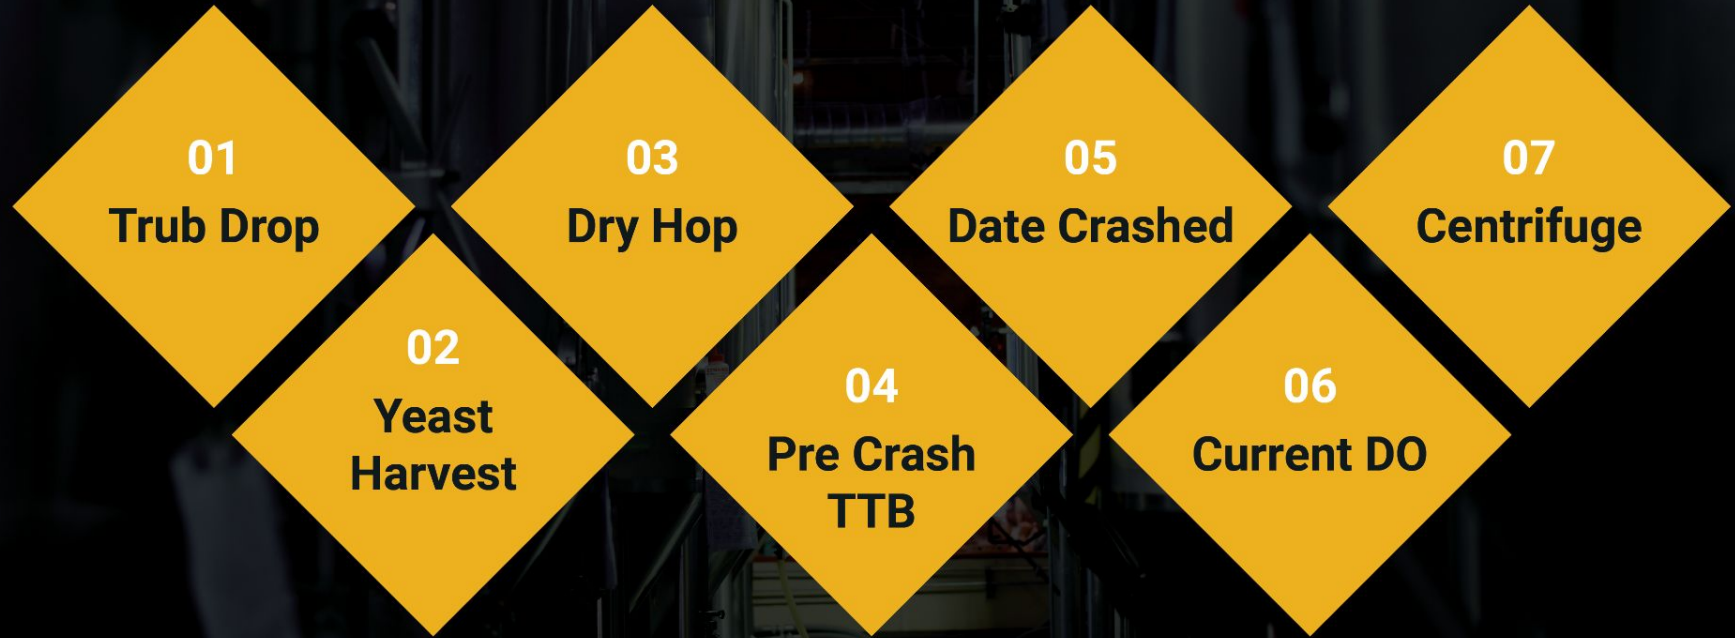 01
Trub Drop
02
Yeast
Harvest
03
Dry Hop
04
Pre Crash
TTB
05
Date Crashed
06
Current DO
07
Centrifuge